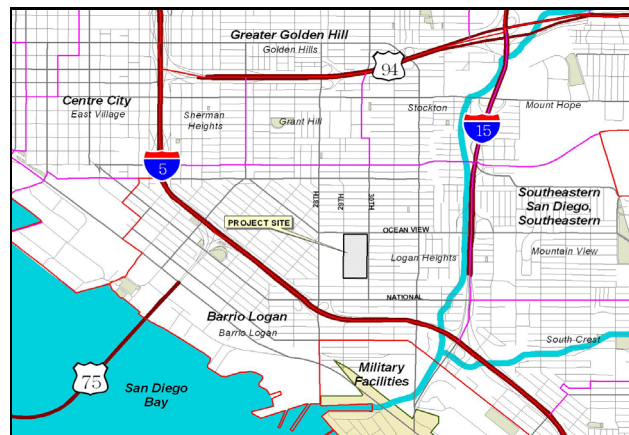 Greater Golden Hill
Golden Hills
94
Centre City
East Village
Sherman
Heights
Grant Hill
Stockton
Mount Hope
15
5
28TH
29TH
30TH
Southeastern
San Diego,
Southeastern
PROJECT SITE
OCEAN VIEW
Logan Heights
Mountain View
NATIONAL
Barrio Logan
Barrio Logan
South Crest
Military
Facilities
75
San Diego
Bay